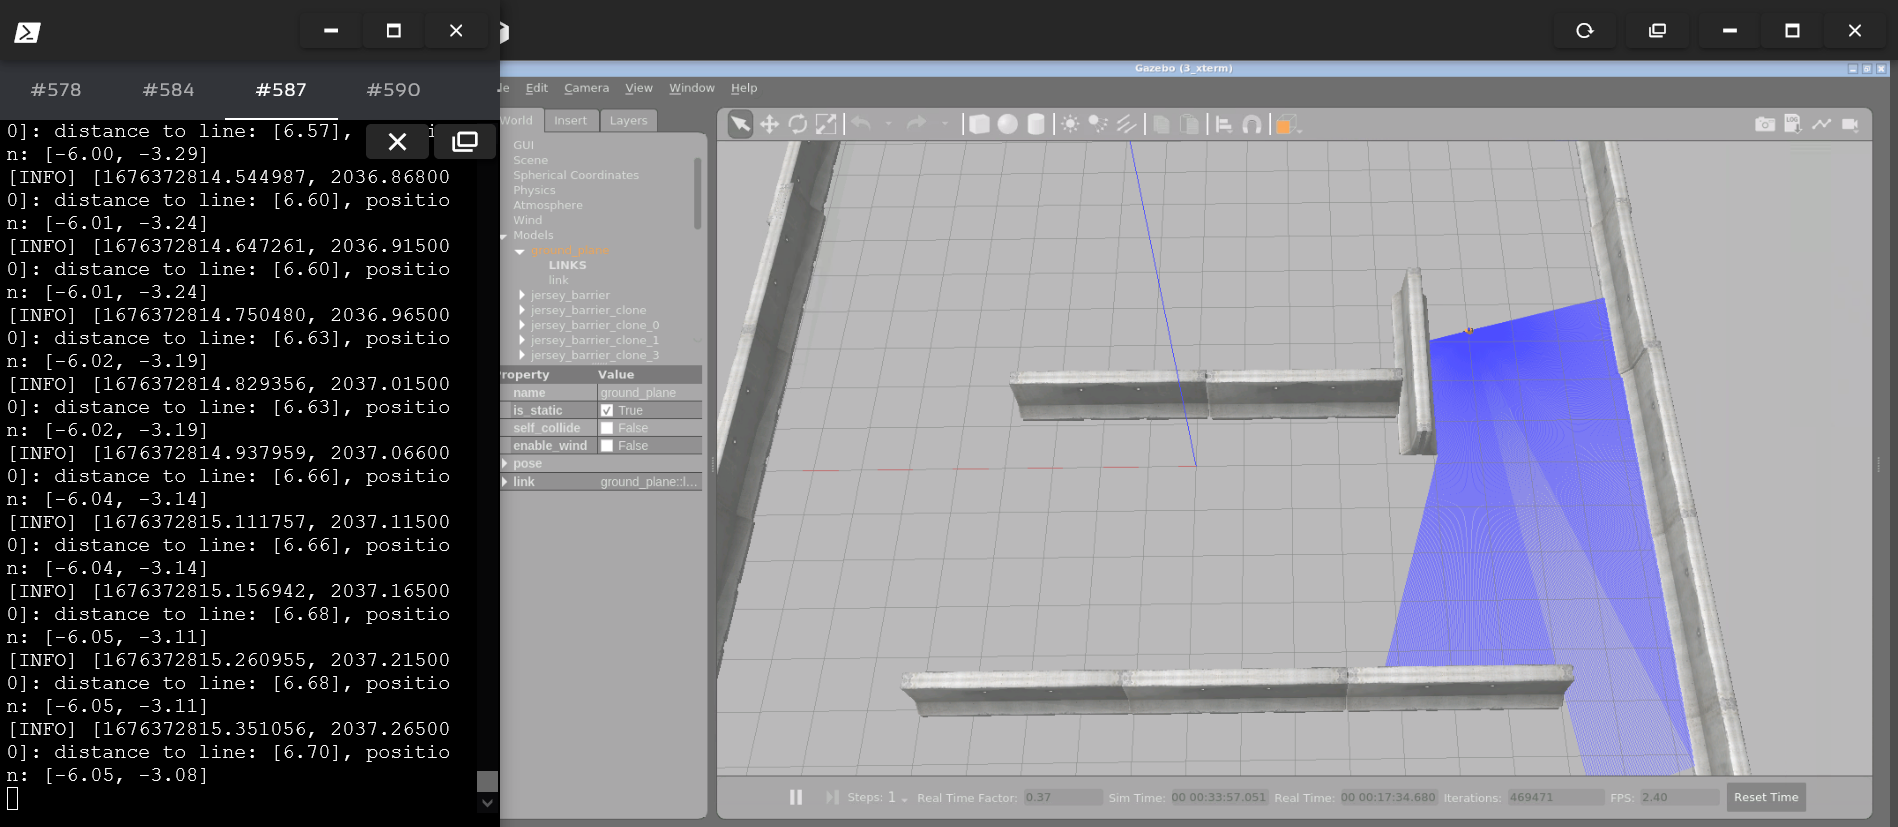 #578 #584 #587 #590
0]: distance to line: [6.57],
n: [-6.00, -3.29]
[INFO] [1676372814.544987, 2036.86800
0]: distance to line: [6.60], positio
n: [-6.01, -3.24]
[INFO] [1676372814.647261, 2036.91500
0]: distance to line: [6.60], positio
n: [-6.01, -3.24]
[INFO] [1676372814.750480, 2036.96500
0]: distance to line: [6.63], positio
n: [-6.02, -3.19]
[INFO] [1676372814.829356, 2037.01500
0]: distance to line: [6.63], positio
n: [-6.02, -3.19]
[INFO] [1676372814.937959, 2037.06600
0]: distance to line: [6.66], positio
n: [-6.04, -3.14]
[INFO] [1676372815.111757, 2037.11500
0]: distance to line: [6.66], positio
n: [-6.04, -3.14]
[INFO] [1676372815.156942, 2037.16500
0]: distance to line: [6.68], positio
n: [-6.05, -3.11]
[INFO] [1676372815.260955, 2037.21500
0]: distance to line: [6.68], positio
n: [-6.05, -3.11]
[INFO] [1676372815.351056, 2037.26500
0]: distance to line: [6.70], positio
n: [-6.05, -3.08]
Gazebo (3_xterm)
Edit Camera View Window Help
World Insert Layers
GUI
Scene
Spherical Coordinates
Physics
Atmosphere
Wind
Models
ground_plane
LINKS
link
jersey_barrier
jersey_barrier_clone
jersey_barrier_clone_0
jersey_barrier_clone_1
jersey_barrier_clone_3
roperty Value
name ground_plane
is_static True
self_collide False
enable_wind False
pose
link ground_plane::l...
Steps: 1 Real Time Factor: 0.37 Sim Time: 00 00:33:57.051 Real Time: 00 00:17:34.680 Iterations: 469471 FPS: 2.40 Reset Time